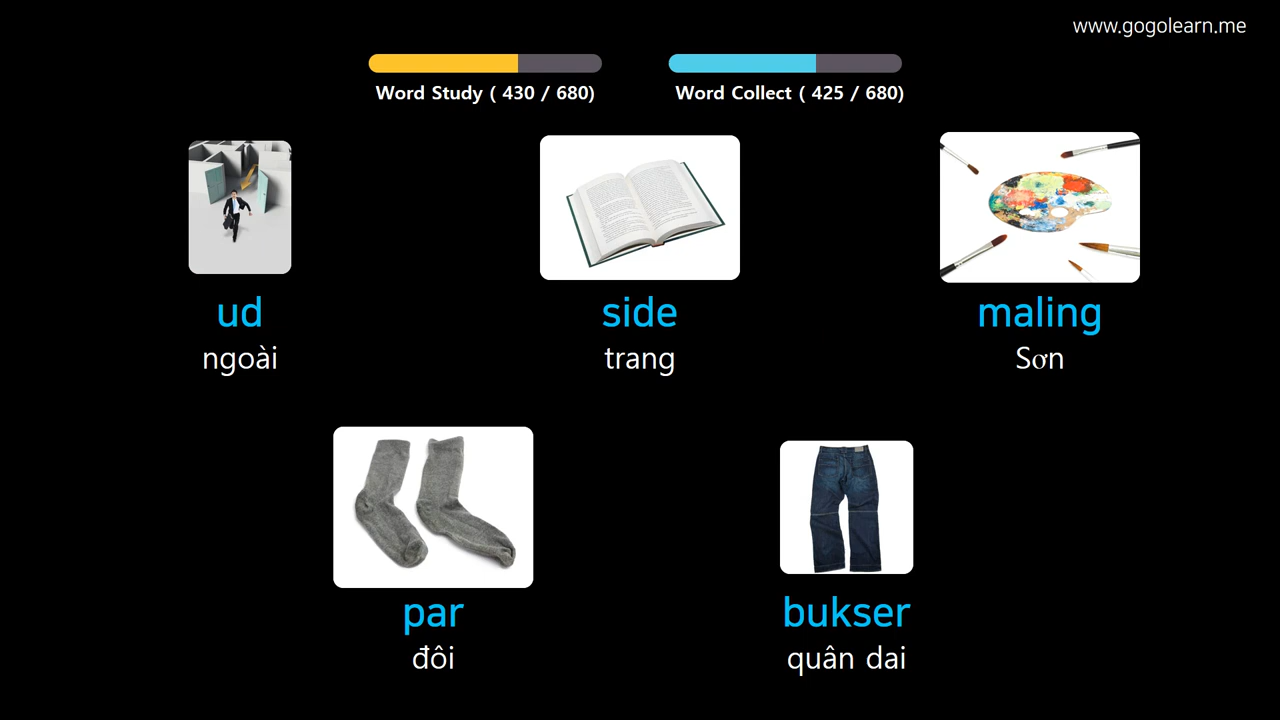 www.gogolearn.me
Word Study ( 430 / 680)
Word Collect ( 425 / 680)
ud
ngoài
side
trang
maling
Sơn
par
đôi
bukser
quân dai